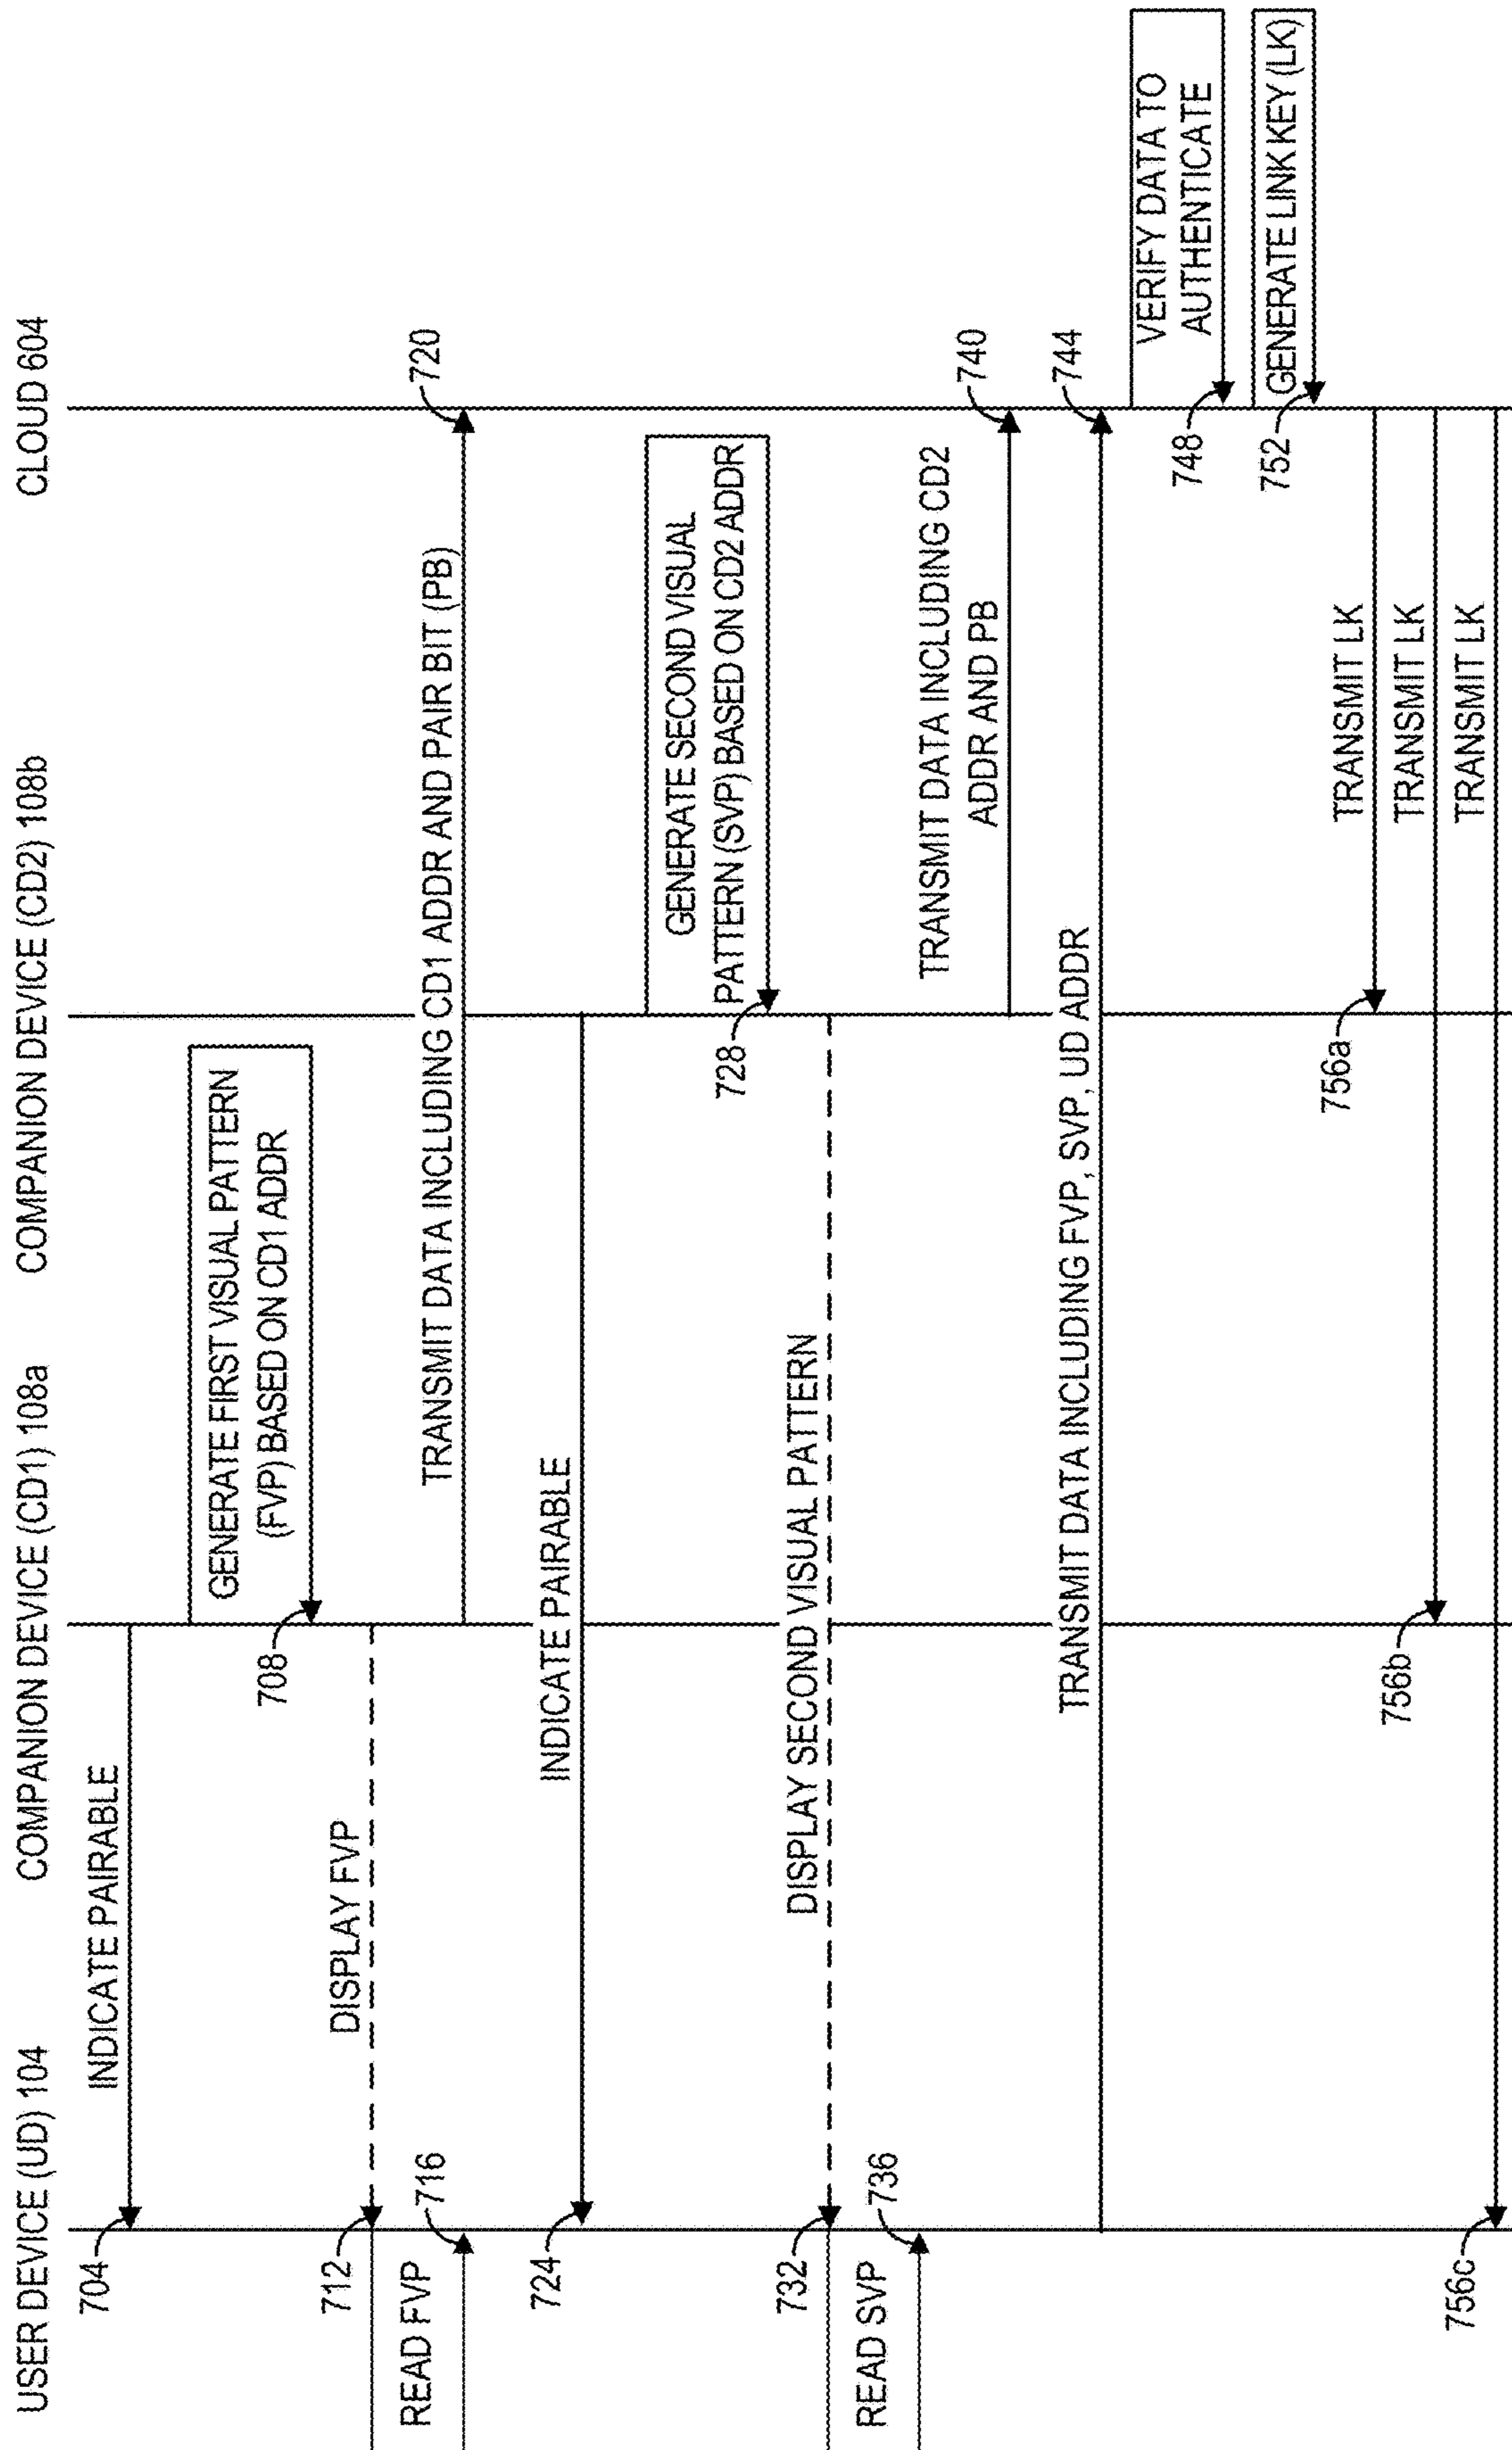 USER DEVICE (UD) 104
COMPANION DEVICE (CD1) 108a
COMPANION DEVICE (CD2) 108b
CLOUD 604
INDICATE PAIRABLE
704
GENERATE FIRST VISUAL PATTERN
(FVP) BASED ON CD1 ADDR
708
DISPLAY FVP
712
READ FVP
716
TRANSMIT DATA INCLUDING CD1 ADDR AND PAIR BIT (PB)
720
INDICATE PAIRABLE
724
GENERATE SECOND VISUAL
PATTERN (SVP) BASED ON CD2 ADDR
728
DISPLAY SECOND VISUAL PATTERN
732
READ SVP
736
TRANSMIT DATA INCLUDING CD2
ADDR AND PB
740
TRANSMIT DATA INCLUDING FVP, SVP, UD ADDR
744
VERIFY DATA TO
AUTHENTICATE
748
GENERATE LINK KEY (LK)
752
TRANSMIT LK
756a
TRANSMIT LK
756b
TRANSMIT LK
756c